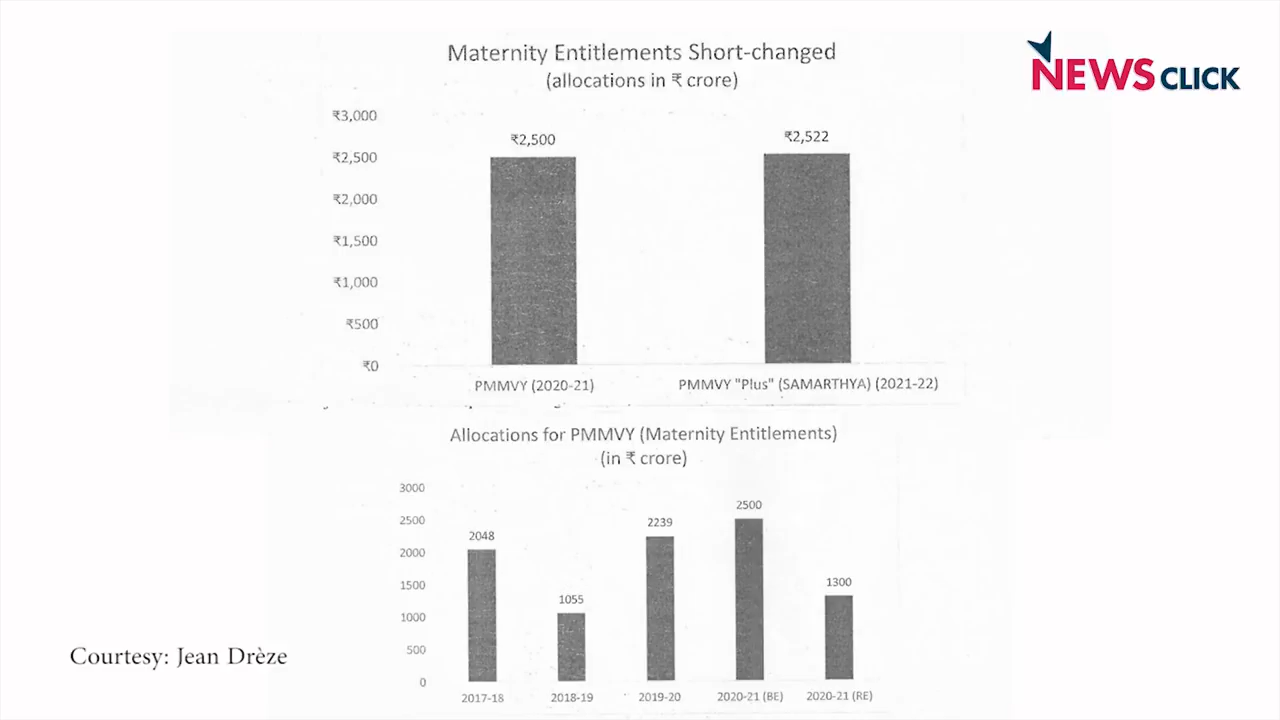 Maternity Entitlements Short-changed
(allocations in ₹ crore)
NEWS CLICK
₹3,000
₹2,500
₹2,000
₹1,500
₹1,000
₹500
₹0
₹2,500
₹2,522
PMMVY (2020-21)
PMMVY "Plus" (SAMARTHYA) (2021-22)
Allocations for PMMVY (Maternity Entitlements)
(in ₹ crore)
3000
2500
2000
1500
1000
500
0
2048
1055
2239
2500
1300
2017-18
2018-19
2019-20
2020-21 (BE)
2020-21 (RE)
Courtesy: Jean Drèze